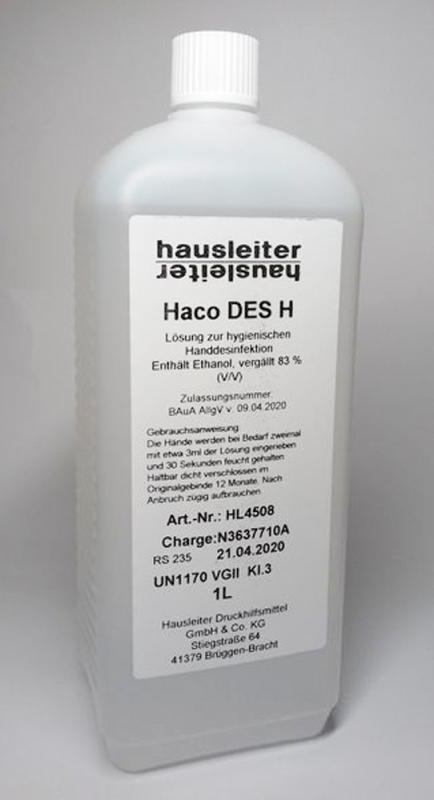 hausleiter
hausleiter
Haco DES H
Lösung zur hygienischen
Handdesinfektion
Enthält Ethanol, vergällt 83 %
(V/V)
Zulassungsnummer:
BAuA AllgV v. 09.04.2020
Gebrauchsanweisung
Die Hände werden bei Bedarf zweimal
mit etwa 3ml der Lösung eingerieben
und 30 Sekunden feucht gehalten
Haltbar dicht verschlossen im
Originalgebinde 12 Monate. Nach
Anbruch zügig aufbrauchen
Art.-Nr.: HL4508
Charge:N3637710A
RS 235 21.04.2020
UN1170 VGII Kl.3
1L
Hausleiter Druckhilfsmittel
GmbH & Co. KG
Stiegstraße 64
41379 Brüggen-Bracht